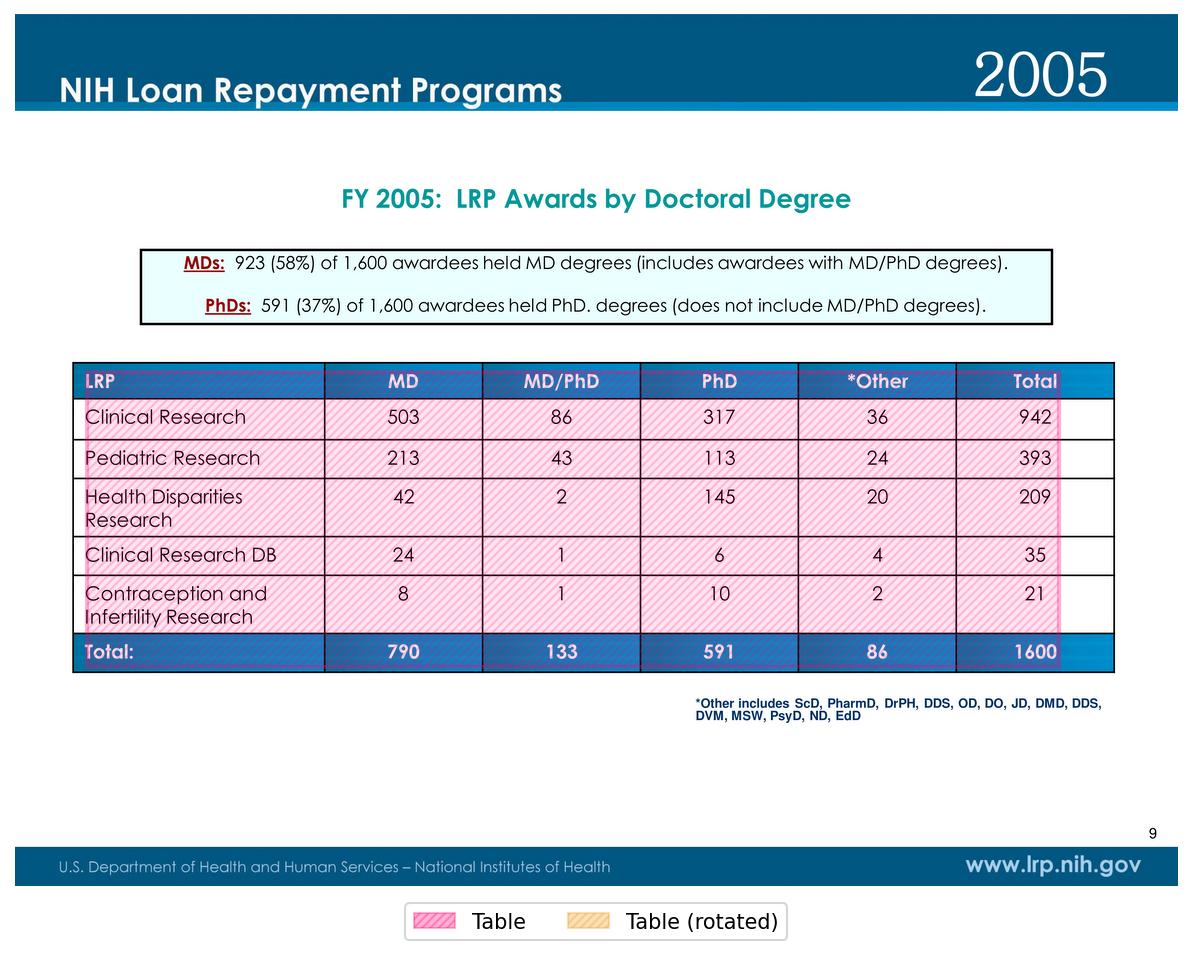 2005
NIH Loan Repayment Programs
FY 2005: LRP Awards by Doctoral Degree
MDs: 923 (58%) of 1,600 awardees held MD degrees (includes awardees with MD/PhD degrees).
PhDs: 591 (37%) of 1,600 awardees held PhD. degrees (does not include MD/PhD degrees).
LRP MD MD/PhD PhD *Other Total
Clinical Research 503 86 317 36 942
Pediatric Research 213 43 113 24 393
Health Disparities 42 2 145 20 209
Research
Clinical Research DB 24 1 6 4 35
Contraception and 8 1 10 2 21
Infertility Research
Total: 790 133 591 86 1600
*Other includes ScD, PharmD, DrPH, DDS, OD, DO, JD, DMD, DDS,
DVM, MSW, PsyD, ND, EdD
9
U.S. Department of Health and Human Services – National Institutes of Health www.lrp.nih.gov
Table Table (rotated)